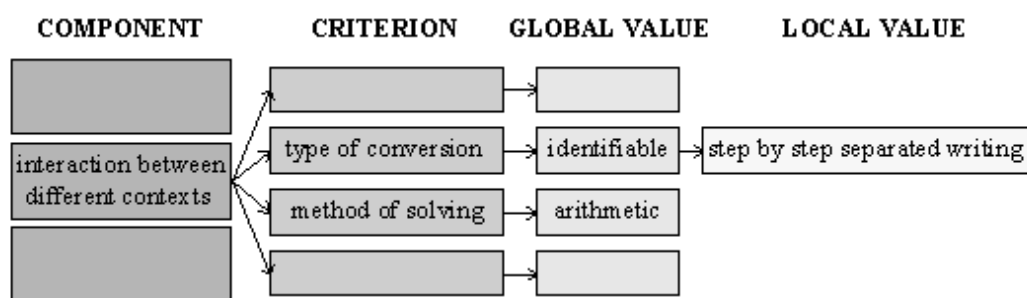 COMPONENT CRITERION GLOBAL VALUE LOCAL VALUE
type of conversion identifiable step by step separated writing
interaction between
different contexts
method of solving arithmetic